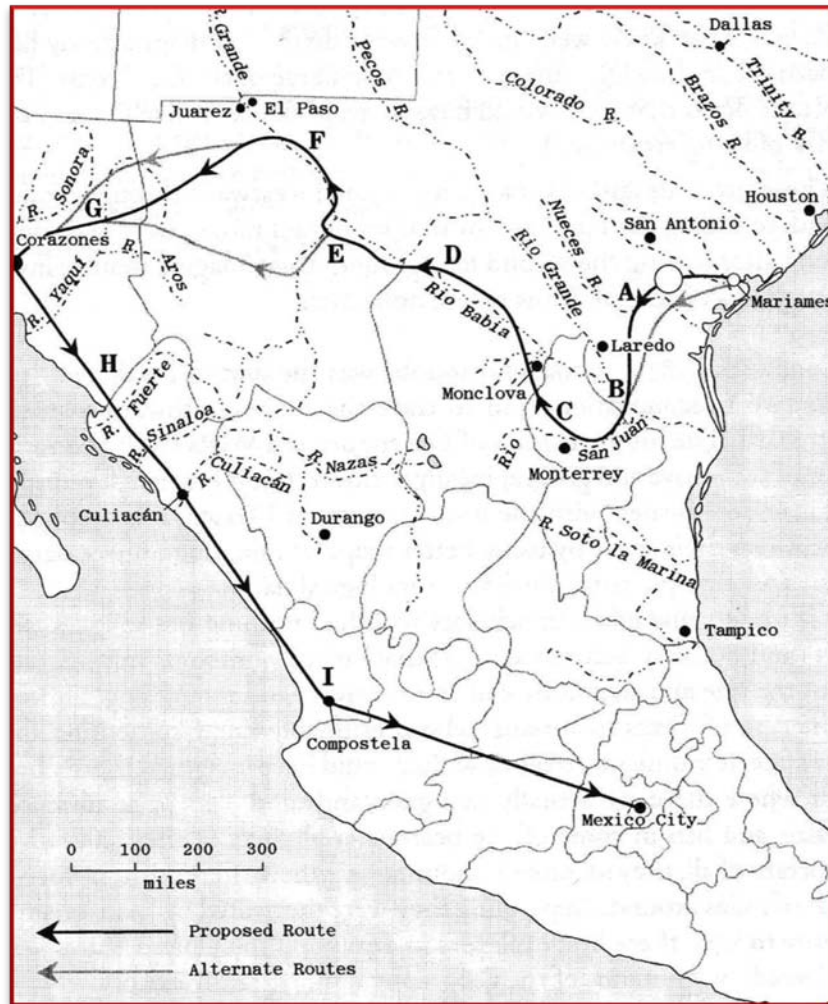 Dallas
Grande
R.
Pecos R.
Trinity R.
Brazos R.
Colorado R.
Juarez
El Paso
F
R. Sonora
G
Houston
San Antonio
Nueces R.
Rio Grande
Corazones
R. Yaqui
R. Aros
E
D
A
Mariames
Rio Babia
Laredo
H
R. Fuerte
R. Sinaloa
Monclova
B
C
Rio San Juan
Monterrey
R. Culiacán
R. Nazas
Culiacán
Durango
R. Soto la Marina
Tampico
I
Compostela
Mexico City
0 100 200 300
miles
Proposed Route
Alternate Routes